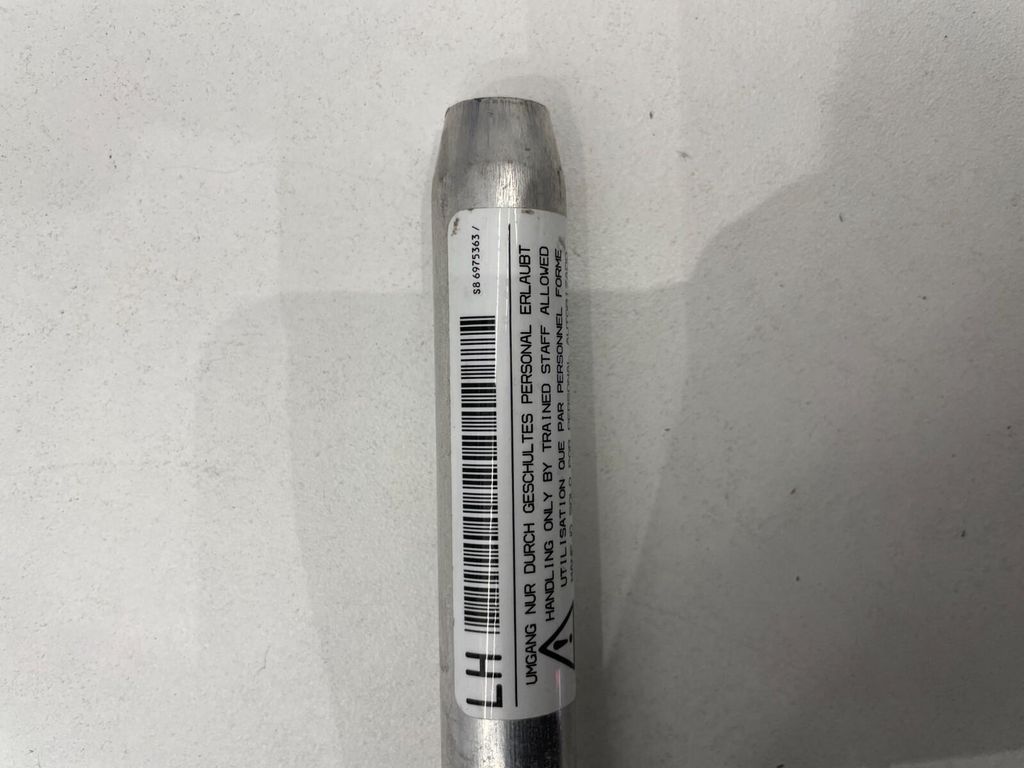 S8 6975363 /
LH
UMGANG NUR DURCH GESCHULTES PERSONAL ERLAUBT
HANDLING ONLY BY TRAINED STAFF ALLOWED
UTILISATION QUE PAR PERSONNEL FORME